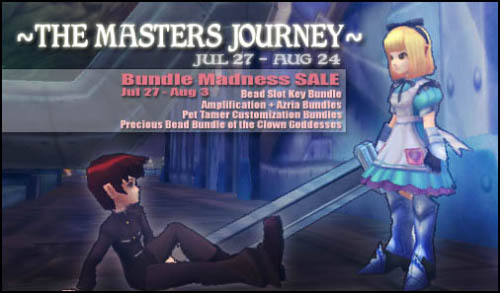 ~THE MASTERS JOURNEY~
JUL 27 - AUG 24
Bundle Madness SALE
Jul 27 - Aug 3 Bead Slot Key Bundle
Amplification + Azria Bundles
Pet Tamer Customization Bundles
Precious Bead Bundle of the Clown Goddesses